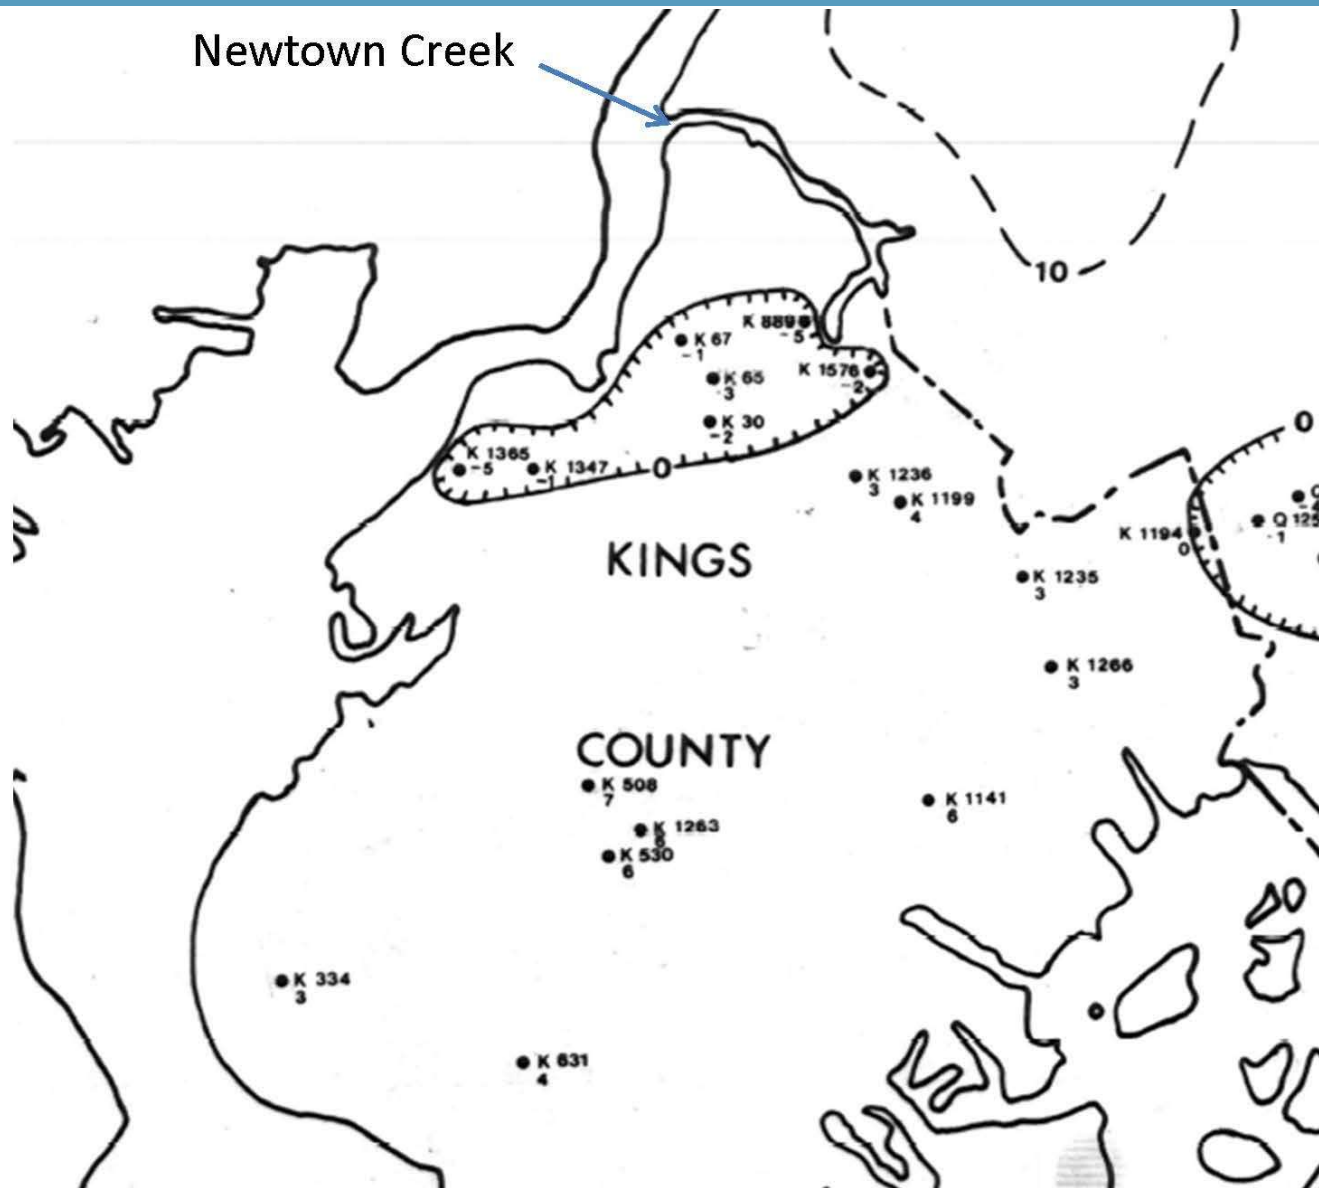 Newtown Creek
10
K 889
-5
K 67
-1
K 1576
-2
K 65
-3
K 30
-2
0
K 1365
-5
K 1347
-1
0
K 1236
3
K 1199
4
Q 125
-1
K 1194
0
KINGS
K 1235
3
K 1266
3
COUNTY
K 508
7
K 1141
6
K 1263
K 530
6
K 334
3
K 631
4